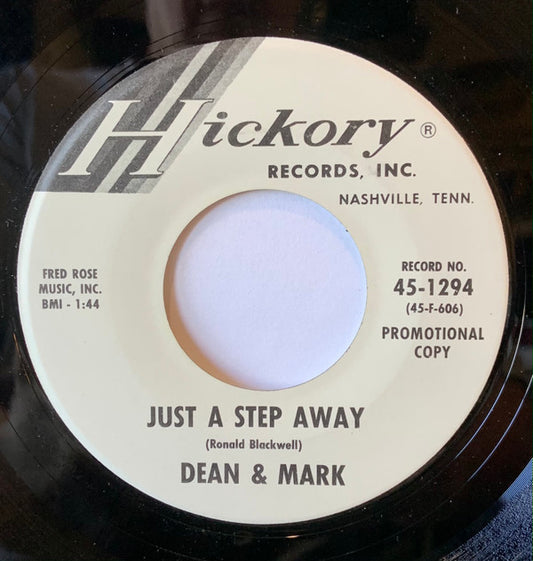 Hickory ®
RECORDS, INC.
NASHVILLE, TENN.
FRED ROSE
MUSIC, INC.
BMI - 1:44
RECORD NO.
45-1294
(45-F-606)
PROMOTIONAL
COPY
JUST A STEP AWAY
(Ronald Blackwell)
DEAN & MARK